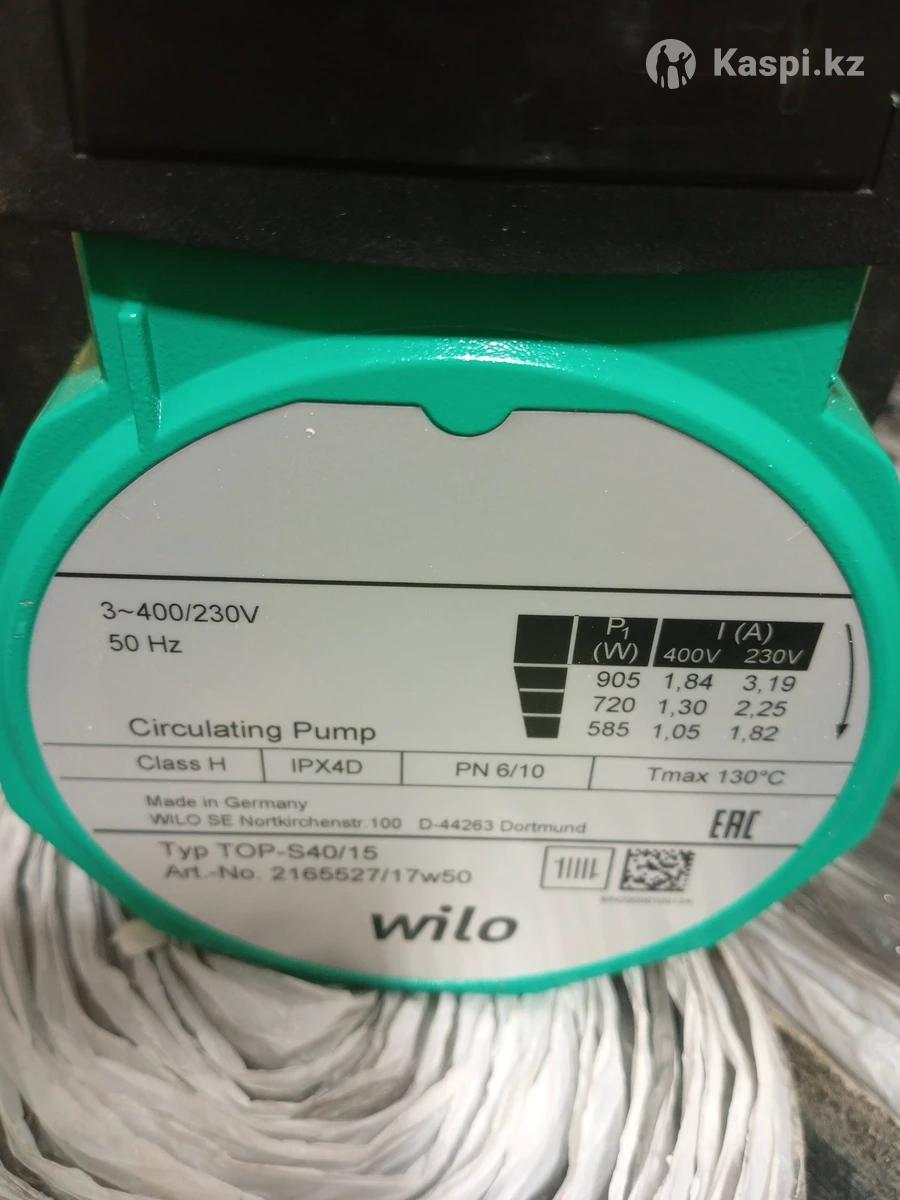 Kaspi.kz
3~400/230V
50 Hz
P1 I (A)
(W) 400V 230V
905 1,84 3,19
720 1,30 2,25
585 1,05 1,82
Circulating Pump
Class H IPX4D PN 6/10 Tmax 130°C
Made in Germany
WILO SE Nortkirchenstr.100 D-44263 Dortmund
EAC
Typ TOP-S40/15
Art.-No. 2165527/17w50
wilo